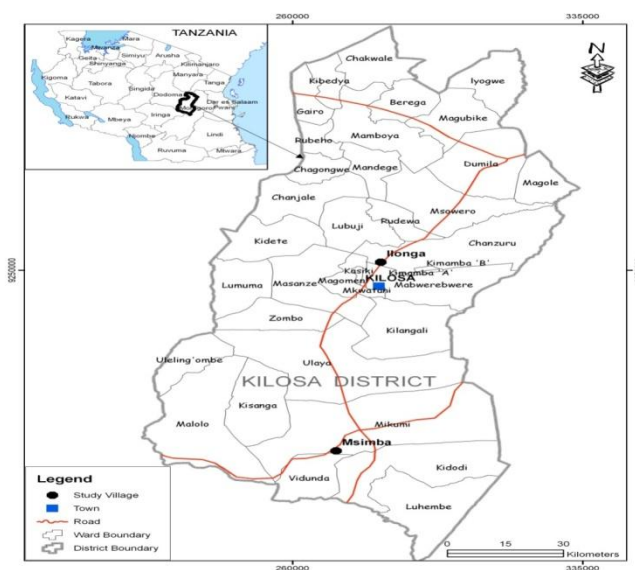 260000
335000
TANZANIA
Kagera
Mara
Mwanza
Geita
Simiyu
Arusha
Shinyanga
Kilimanjaro
Kigoma
Tabora
Manyara
Tanga
Singida
Dodoma
Katavi
Dar es Salaam
Morogoro
Pwani
Rukwa
Mbeya
Iringa
Njombe
Lindi
Ruvuma
Mtwara
N
Chakwale
Kibedya
Iyogwe
Gairo
Berega
Magubike
Rubeho
Mamboya
Chagongwe
Mandege
Dumila
Magole
Chanjale
Msowero
Lubuji
Rudewa
Kidete
Chanzuru
Ilonga
Kimamba 'B'
Kasiki
Kimamba 'A'
KILOSA
Lumuma
Masanze
Magomeni
Mabwerebwere
Mkwatani
9250000
9250000
Zombo
Kilangali
Uleling'ombe
Ulaya
KILOSA DISTRICT
Kisanga
Malolo
Mikumi
Msimba
Kidodi
Vidunda
Luhembe
Legend
Study Village
Town
Road
Ward Boundary
District Boundary
0 15 30
Kilometers
260000
335000